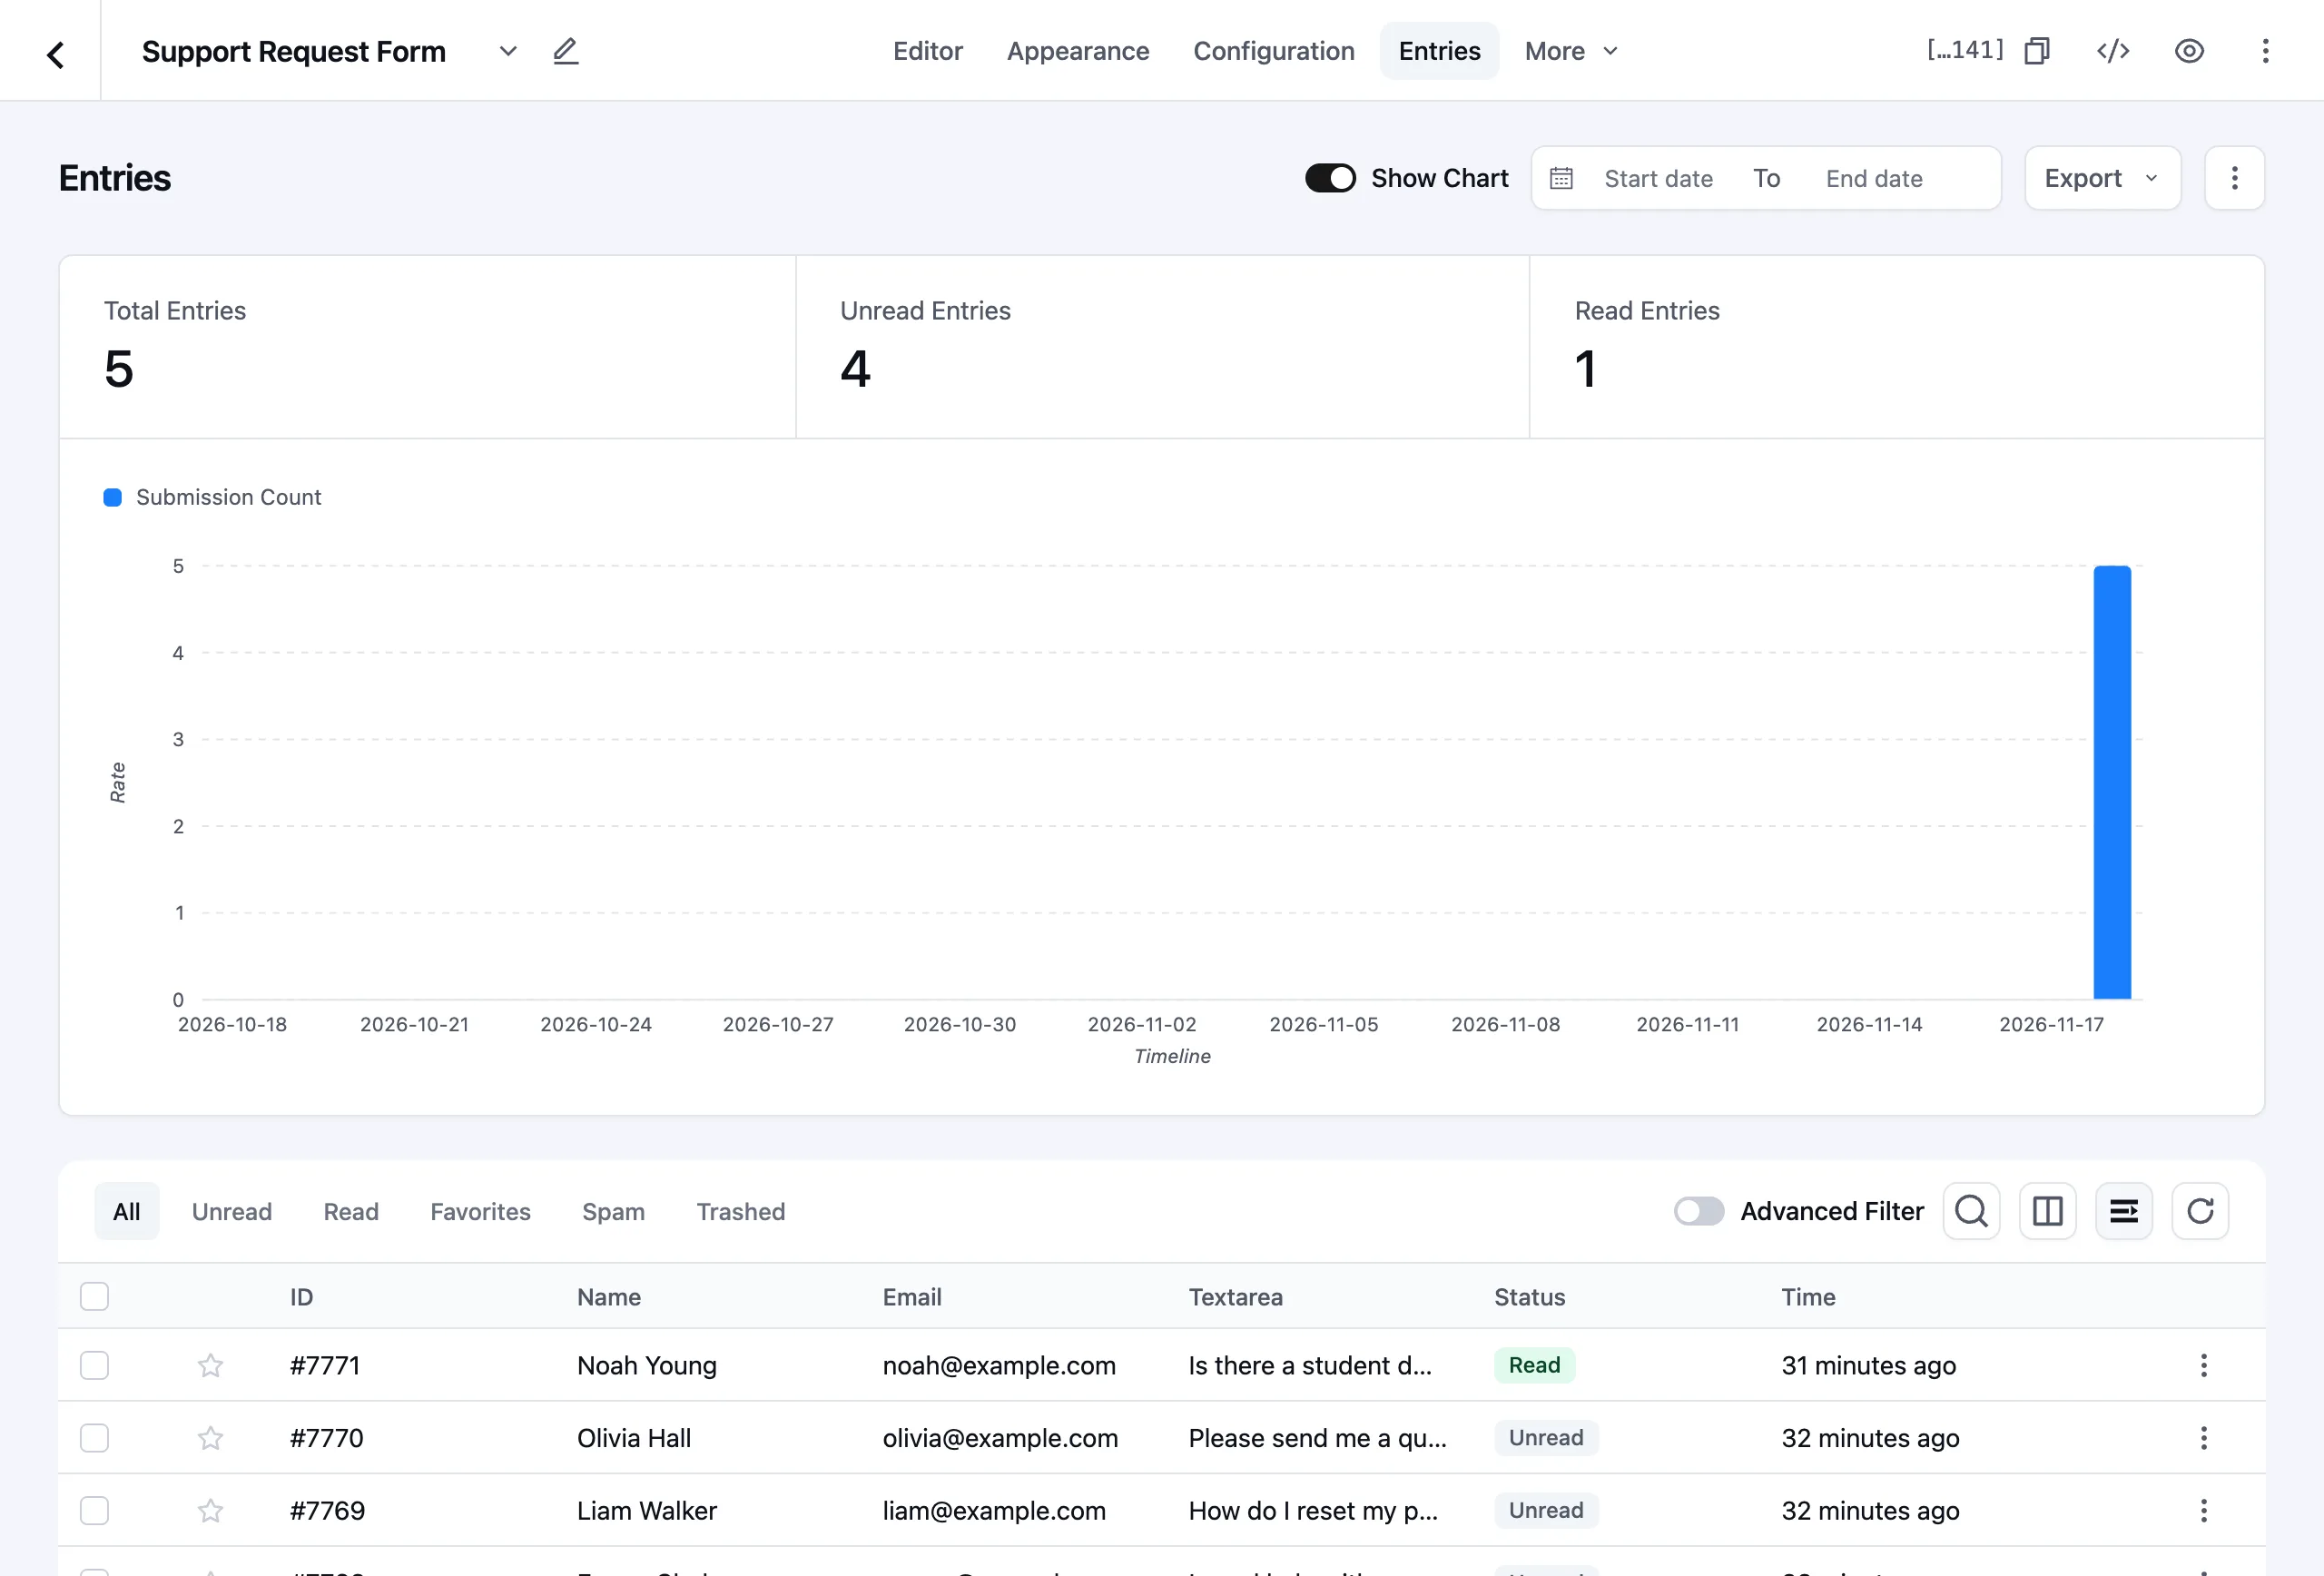 Support Request Form
Editor Appearance Configuration Entries More
[...141]
Entries
Show Chart
Start date To End date
Export
Total Entries
5
Unread Entries
4
Read Entries
1
Submission Count
5
4
3
2
1
0
Rate
2026-10-18 2026-10-21 2026-10-24 2026-10-27 2026-10-30 2026-11-02 2026-11-05 2026-11-08 2026-11-11 2026-11-14 2026-11-17
Timeline
All Unread Read Favorites Spam Trashed
Advanced Filter
ID Name Email Textarea Status Time
#7771 Noah Young noah@example.com Is there a student d... Read 31 minutes ago
#7770 Olivia Hall olivia@example.com Please send me a qu... Unread 32 minutes ago
#7769 Liam Walker liam@example.com How do I reset my p... Unread 32 minutes ago